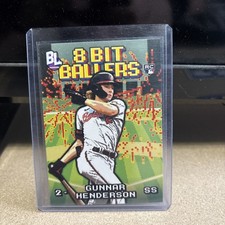 BL
8 BIT
BALLERS
RC
GUNNAR
HENDERSON
2
SS